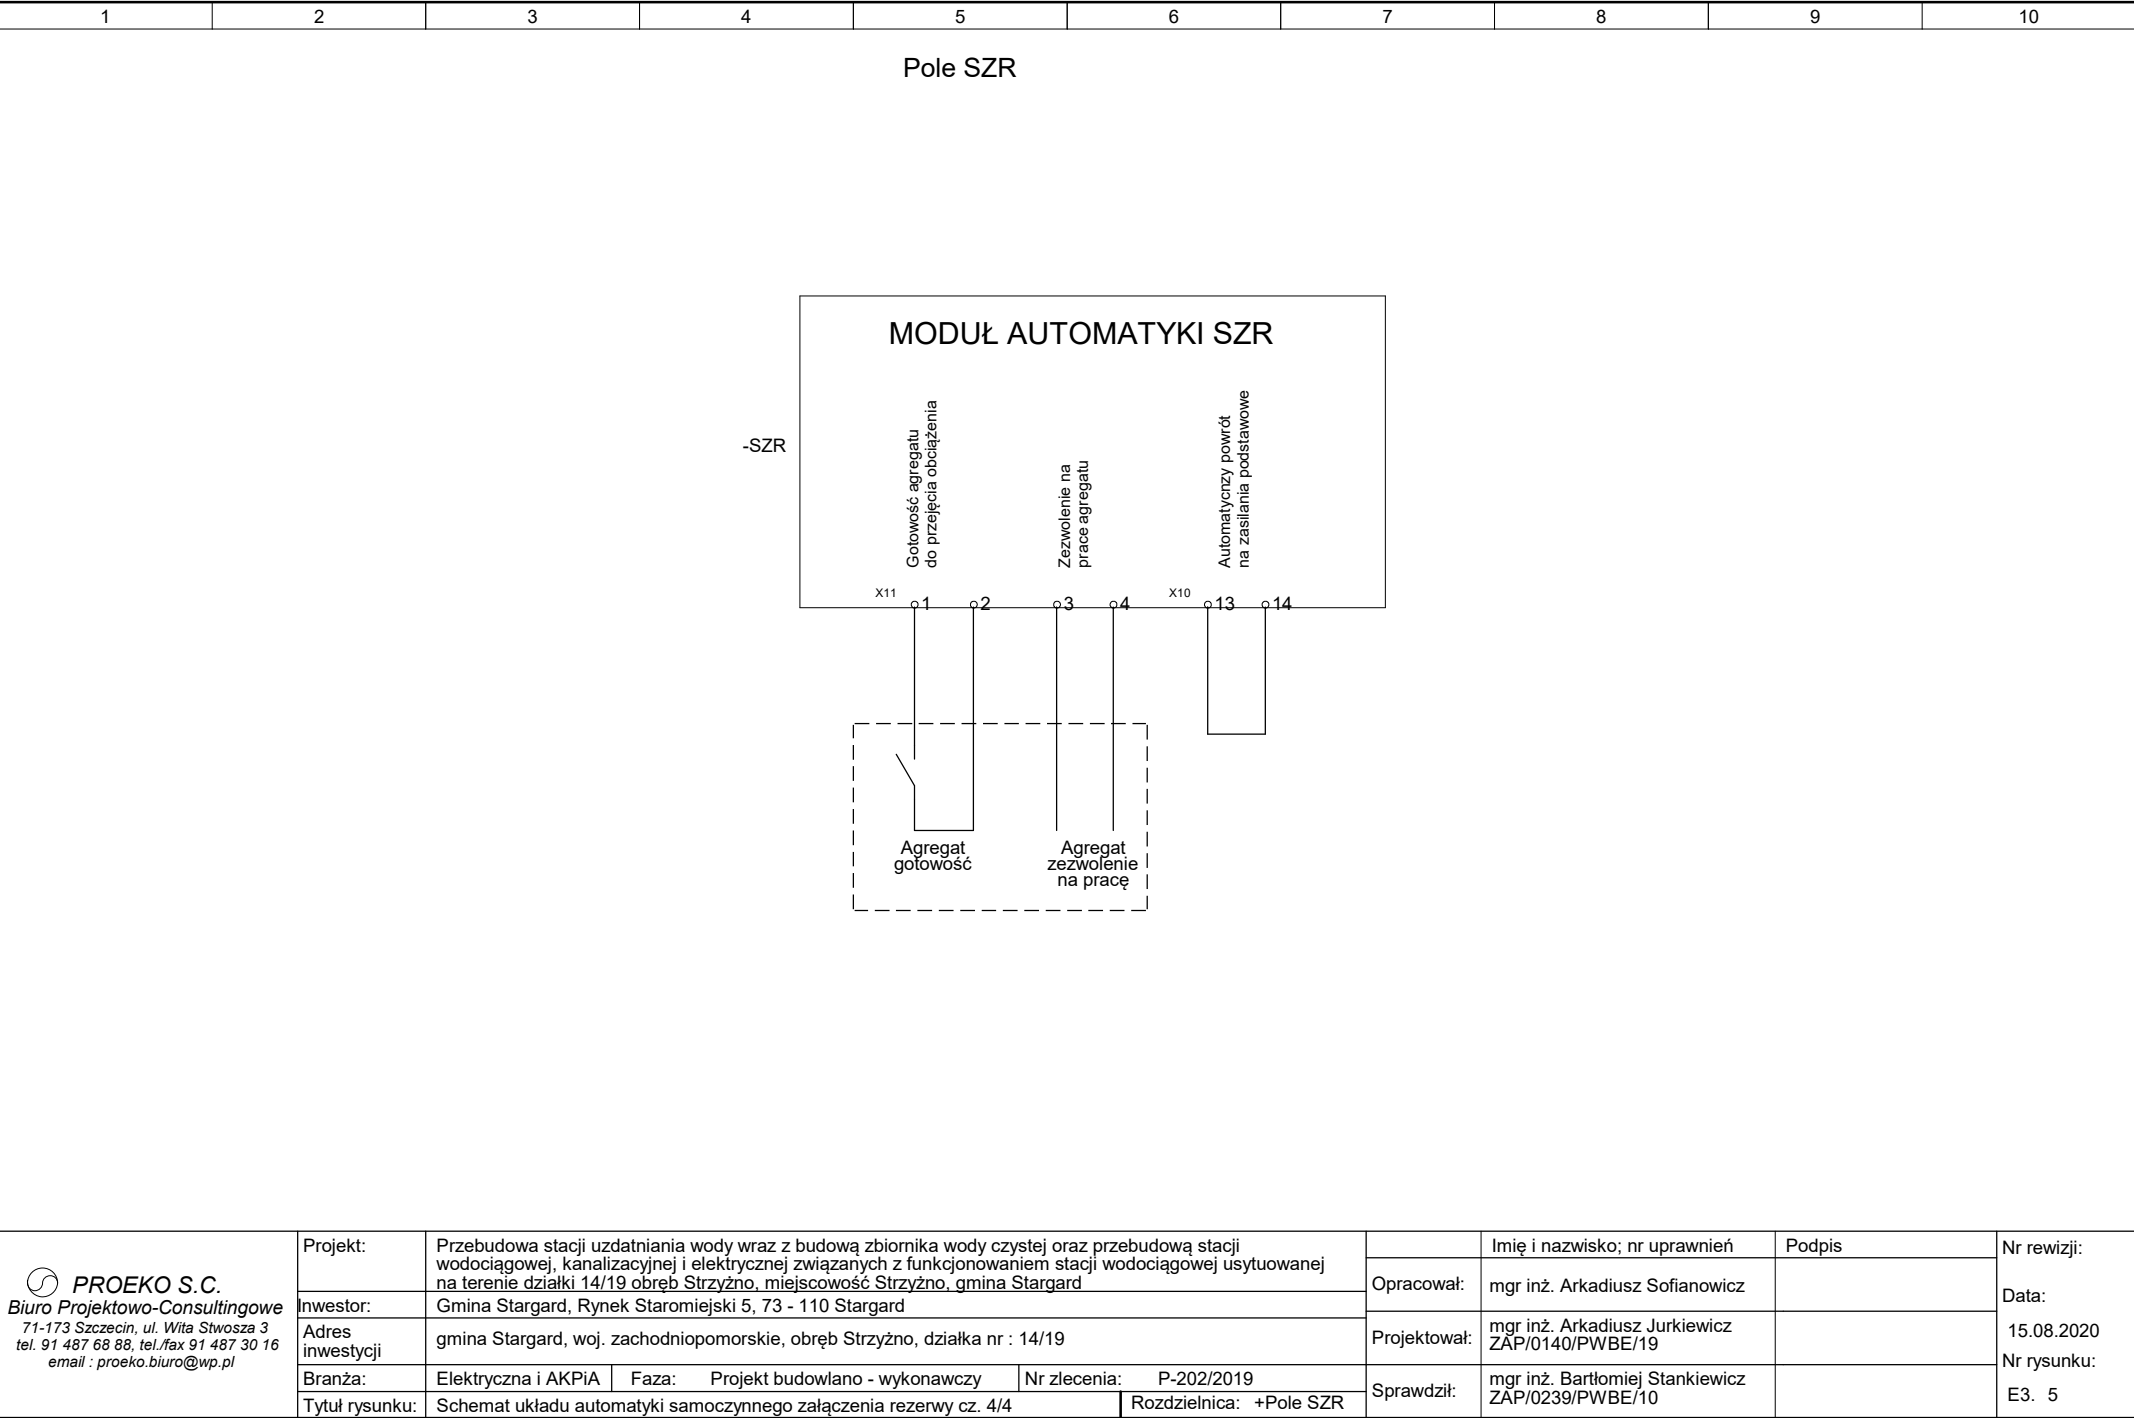 1 2 3 4 5 6 7 8 9 10
Pole SZR
MODUŁ AUTOMATYKI SZR
-SZR
Gotowość agregatu
do przejęcia obciążenia
Zezwolenie na
prace agregatu
Automatycnzy powrót
na zasilania podstawowe
X11 1 2 3 4 X10 13 14
Agregat
gotowość
Agregat
zezwolenie
na pracę
PROEKO S.C.
Biuro Projektowo-Consultingowe
71-173 Szczecin, ul. Wita Stwosza 3
tel. 91 487 68 88, tel./fax 91 487 30 16
email : proeko.biuro@wp.pl
Projekt:
Przebudowa stacji uzdatniania wody wraz z budową zbiornika wody czystej oraz przebudową stacji
wodociągowej, kanalizacyjnej i elektrycznej związanych z funkcjonowaniem stacji wodociągowej usytuowanej
na terenie działki 14/19 obręb Strzyżno, miejscowość Strzyżno, gmina Stargard
Inwestor:
Gmina Stargard, Rynek Staromiejski 5, 73 - 110 Stargard
Adres
inwestycji
gmina Stargard, woj. zachodniopomorskie, obręb Strzyżno, działka nr : 14/19
Branża:
Elektryczna i AKPiA
Faza:
Projekt budowlano - wykonawczy
Nr zlecenia:
P-202/2019
Tytuł rysunku:
Schemat układu automatyki samoczynnego załączenia rezerwy cz. 4/4
Rozdzielnica: +Pole SZR
Imię i nazwisko; nr uprawnień
Podpis
Opracował:
mgr inż. Arkadiusz Sofianowicz
Projektował:
mgr inż. Arkadiusz Jurkiewicz
ZAP/0140/PWBE/19
Sprawdził:
mgr inż. Bartłomiej Stankiewicz
ZAP/0239/PWBE/10
Nr rewizji:
Data:
15.08.2020
Nr rysunku:
E3. 5